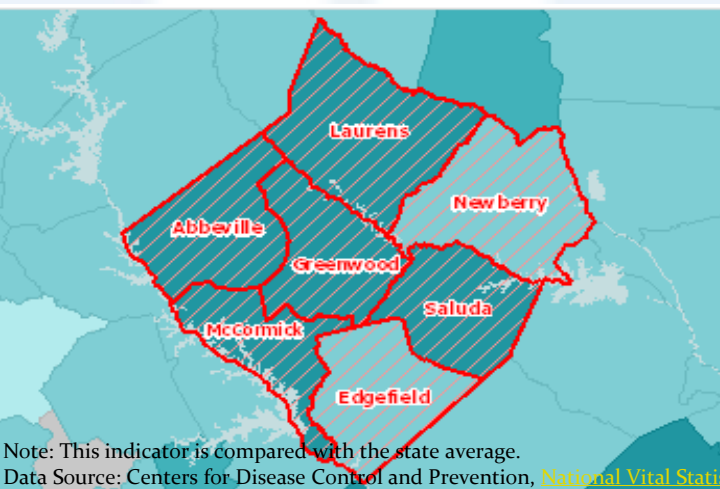 Laurens
Newberry
Abbeville
Greenwood
Saluda
McCormick
Edgefield
Note: This indicator is compared with the state average.
Data Source: Centers for Disease Control and Prevention, National Vital Stati